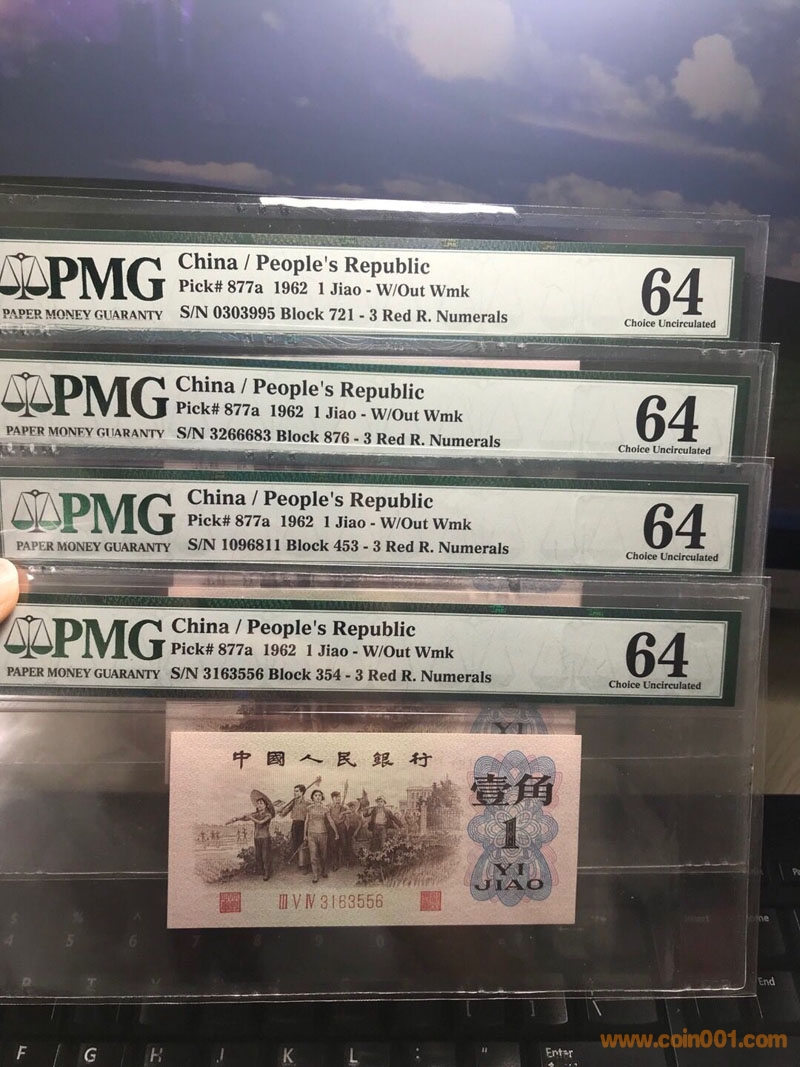 PMG
PAPER MONEY GUARANTY
China / People's Republic
Pick# 877a 1962 1 Jiao - W/Out Wmk
S/N 0303995 Block 721 - 3 Red R. Numerals
64
Choice Uncirculated
PMG
PAPER MONEY GUARANTY
China / People's Republic
Pick# 877a 1962 1 Jiao - W/Out Wmk
S/N 3266683 Block 876 - 3 Red R. Numerals
64
Choice Uncirculated
PMG
PAPER MONEY GUARANTY
China / People's Republic
Pick# 877a 1962 1 Jiao - W/Out Wmk
S/N 1096811 Block 453 - 3 Red R. Numerals
64
Choice Uncirculated
PMG
PAPER MONEY GUARANTY
China / People's Republic
Pick# 877a 1962 1 Jiao - W/Out Wmk
S/N 3163556 Block 354 - 3 Red R. Numerals
64
Choice Uncirculated
YI
中國人民銀行
壹角
1
YI
JIAO
III V IV 3163556
End
F G H J K L : " Enter
www.coin001.com